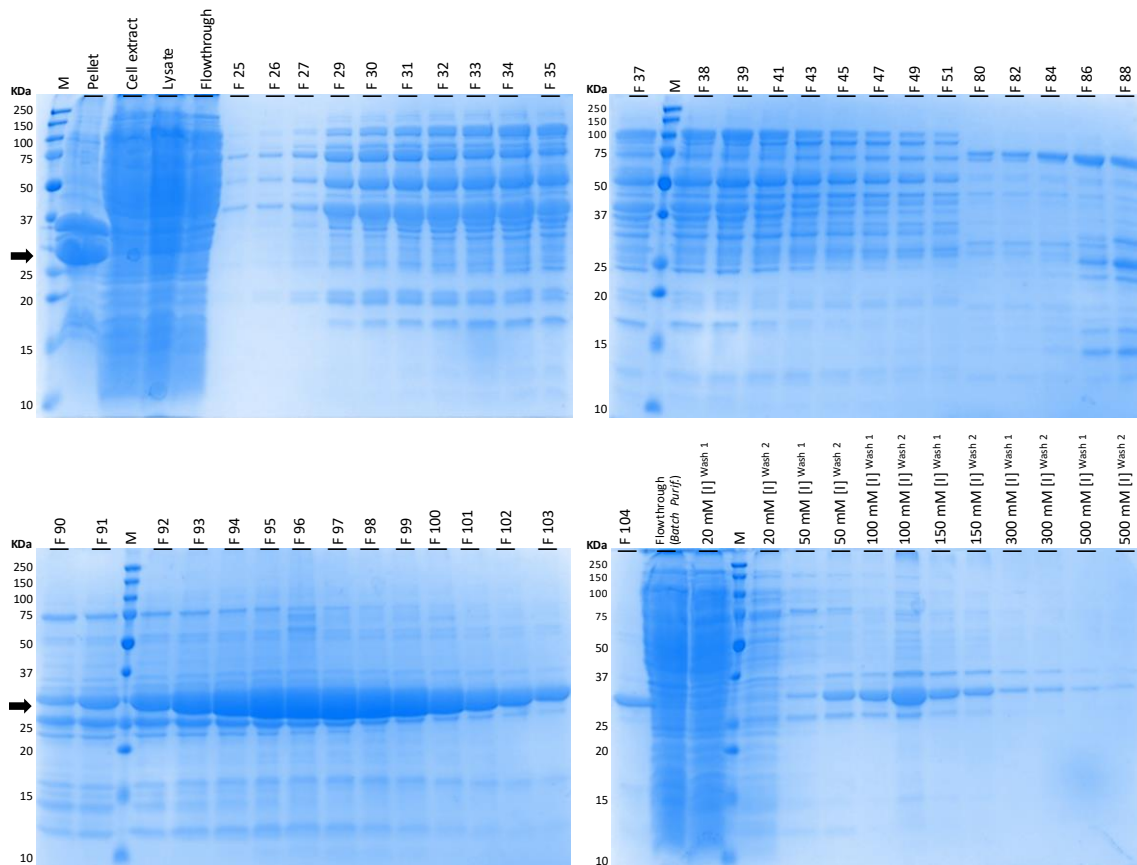 KDa M Pellet Cell extract Lysate Flowthrough F 25 F 26 F 27 F 29 F 30 F 31 F 32 F 33 F 34 F 35
250
150
100
75
50
37
25
20
15
10
KDa F 37 M F 38 F 39 F 41 F 43 F 45 F 47 F 49 F 51 F 80 F 82 F 84 F 86 F 88
250
150
100
75
50
37
25
20
15
10
KDa F 90 F 91 M F 92 F 93 F 94 F 95 F 96 F 97 F 98 F 99 F 100 F 101 F 102 F 103
250
150
100
75
50
37
25
20
15
10
KDa F 104
Flowthrough
(Batch Purif.)
20 mM [I] Wash 1
M
20 mM [I] Wash 2
50 mM [I] Wash 1
50 mM [I] Wash 2
100 mM [I] Wash 1
100 mM [I] Wash 2
150 mM [I] Wash 1
150 mM [I] Wash 2
300 mM [I] Wash 1
300 mM [I] Wash 2
500 mM [I] Wash 1
500 mM [I] Wash 2
250
150
100
75
50
37
25
20
15
10